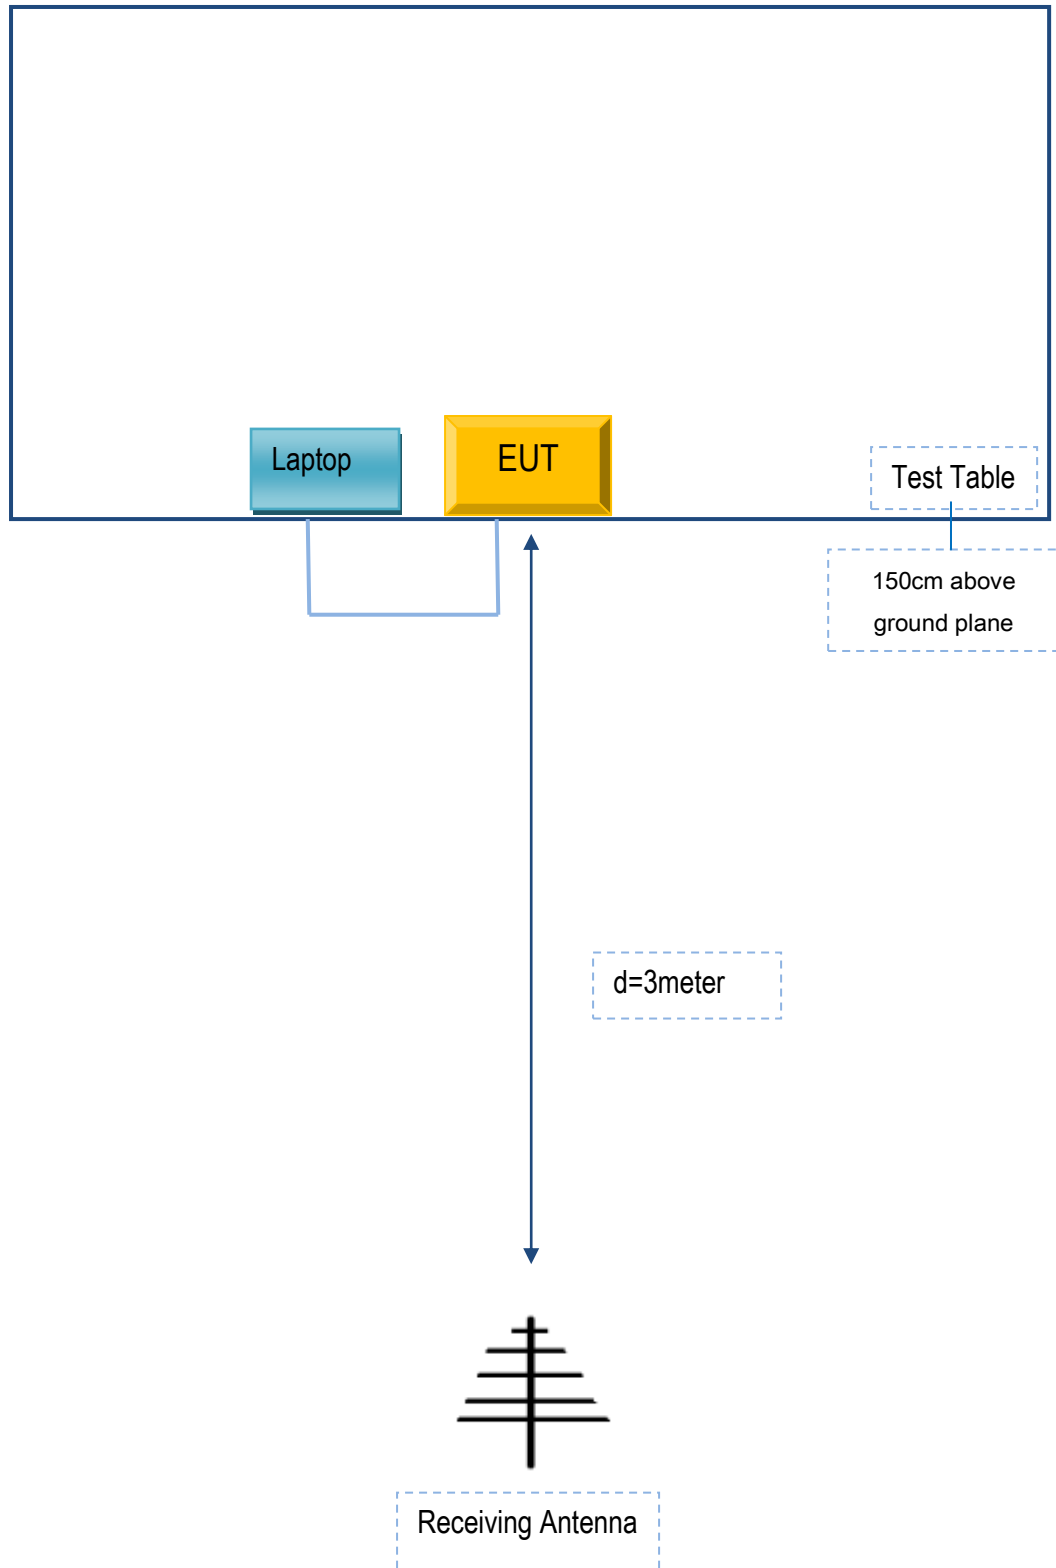 Laptop
EUT
Test Table
150cm above
ground plane
d=3meter
Receiving Antenna